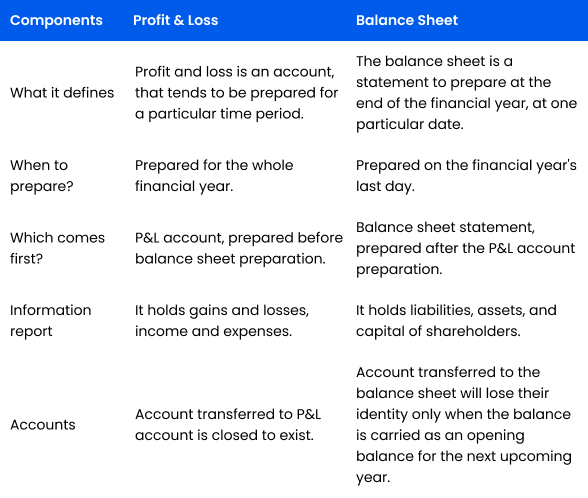 Components Profit & Loss Balance Sheet
What it defines
Profit and loss is an account,
that tends to be prepared for
a particular time period.
The balance sheet is a
statement to prepare at the
end of the financial year, at one
particular date.
When to
prepare?
Prepared for the whole
financial year.
Prepared on the financial year's
last day.
Which comes
first?
P&L account, prepared before
balance sheet preparation.
Balance sheet statement,
prepared after the P&L account
preparation.
Information
report
It holds gains and losses,
income and expenses.
It holds liabilities, assets, and
capital of shareholders.
Accounts
Account transferred to P&L
account is closed to exist.
Account transferred to the
balance sheet will lose their
identity only when the balance
is carried as an opening
balance for the next upcoming
year.